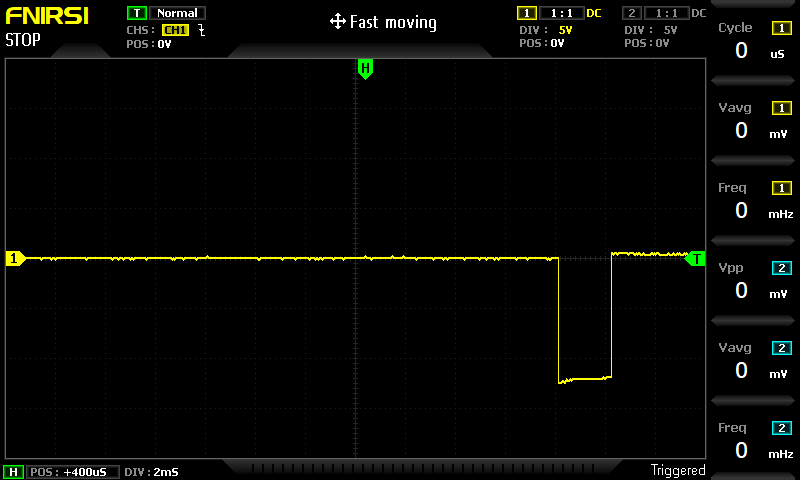 FNIRSI
STOP
T Normal
CHS: CH1
POS: 0V
Fast moving
1 1:1 DC
DIV: 5V
POS: 0V
2 1:1 DC
DIV: 5V
POS: 0V
H
1
T
Cycle 1
0 uS
Vavg 1
0 mV
Freq 1
0 mHz
Vpp 2
0 mV
Vavg 2
0 mV
Freq 2
0 mHz
H POS: +400uS DIV: 2mS
Triggered